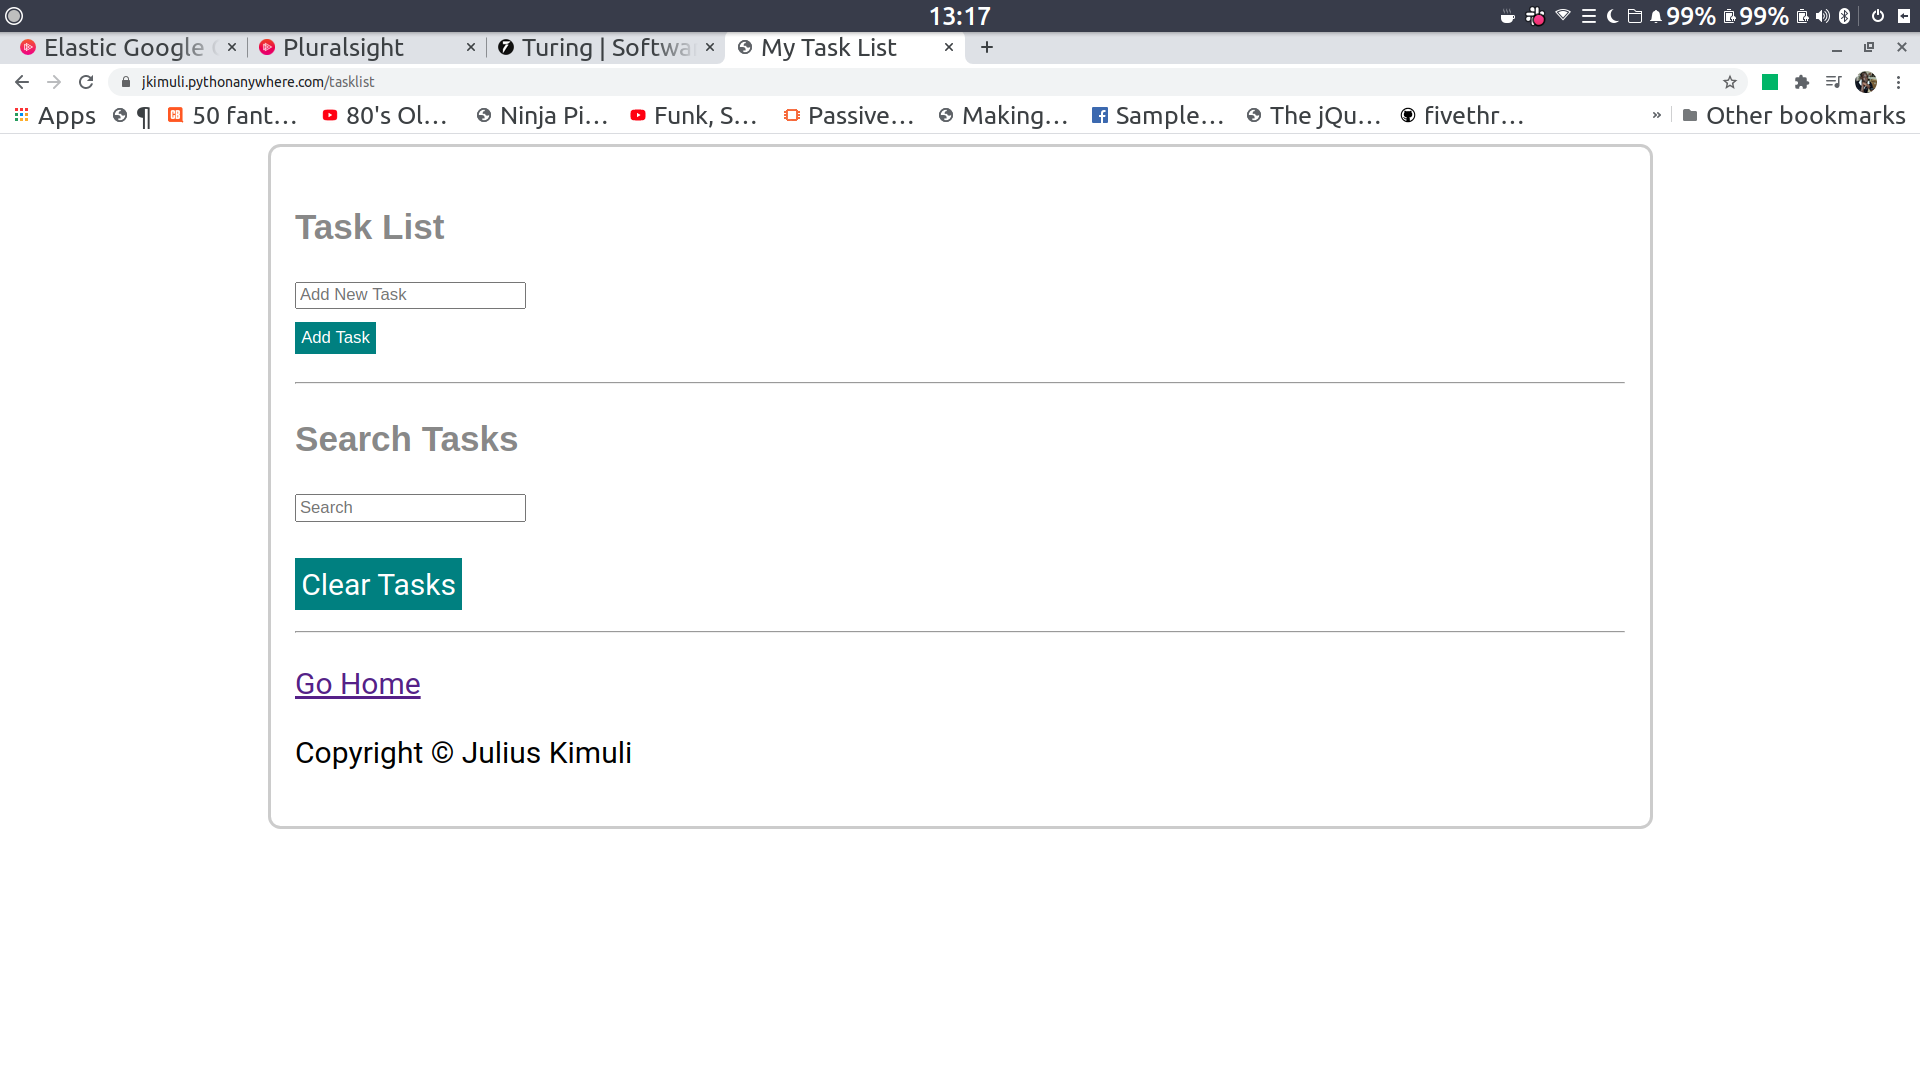 13:17
99% 99%
Elastic Google
Pluralsight
Turing | Softwa
My Task List
jkimuli.pythonanywhere.com/tasklist
Apps ¶ 50 fant... 80's Ol... Ninja Pi... Funk, S... Passive... Making... Sample... The jQu... fivethr... » Other bookmarks
Task List
Add New Task
Add Task
Search Tasks
Search
Clear Tasks
Go Home
Copyright © Julius Kimuli